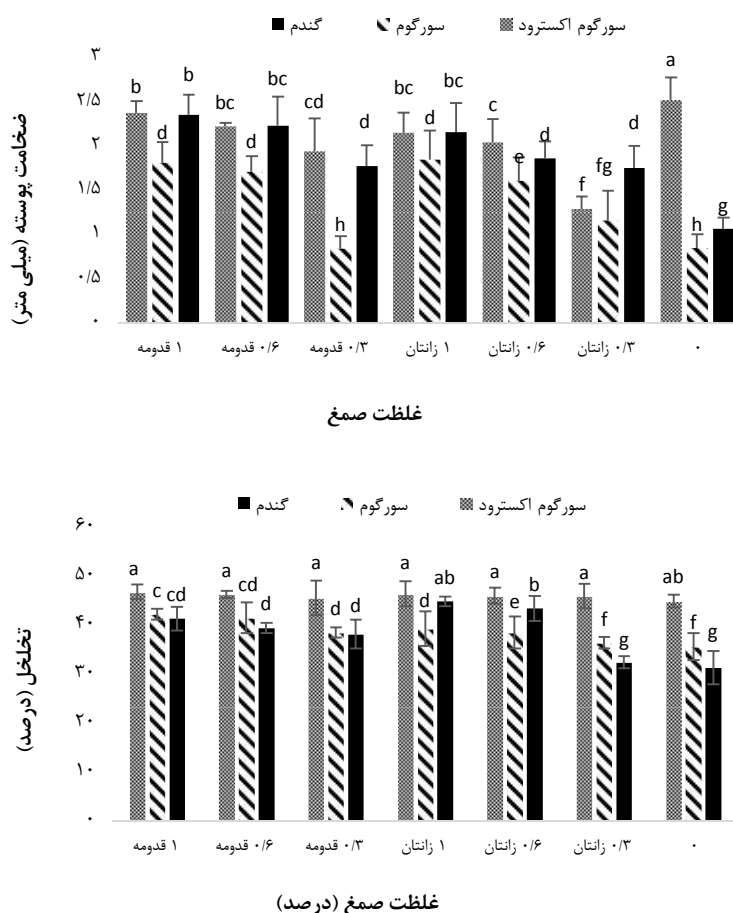 سورگوم اکسترود سورگوم گندم
ضخامت پوسته (میلی متر)
۳
۲/۵
۲
۱/۵
۱
۰/۵
۰
b d b bc d bc cd h d bc d bc c e d f fg d a h g
۱ قدومه ۰/۶ قدومه ۰/۳ قدومه ۱ زانتان ۰/۶ زانتان ۰/۳ زانتان ۰
غلظت صمغ
سورگوم اکسترود سورگوم گندم
تخلخل (درصد)
۶۰
۵۰
۴۰
۳۰
۲۰
۱۰
۰
a c cd a cd d a d d a d ab a e b a f g ab f g
۱ قدومه ۰/۶ قدومه ۰/۳ قدومه ۱ زانتان ۰/۶ زانتان ۰/۳ زانتان ۰
غلظت صمغ (درصد)